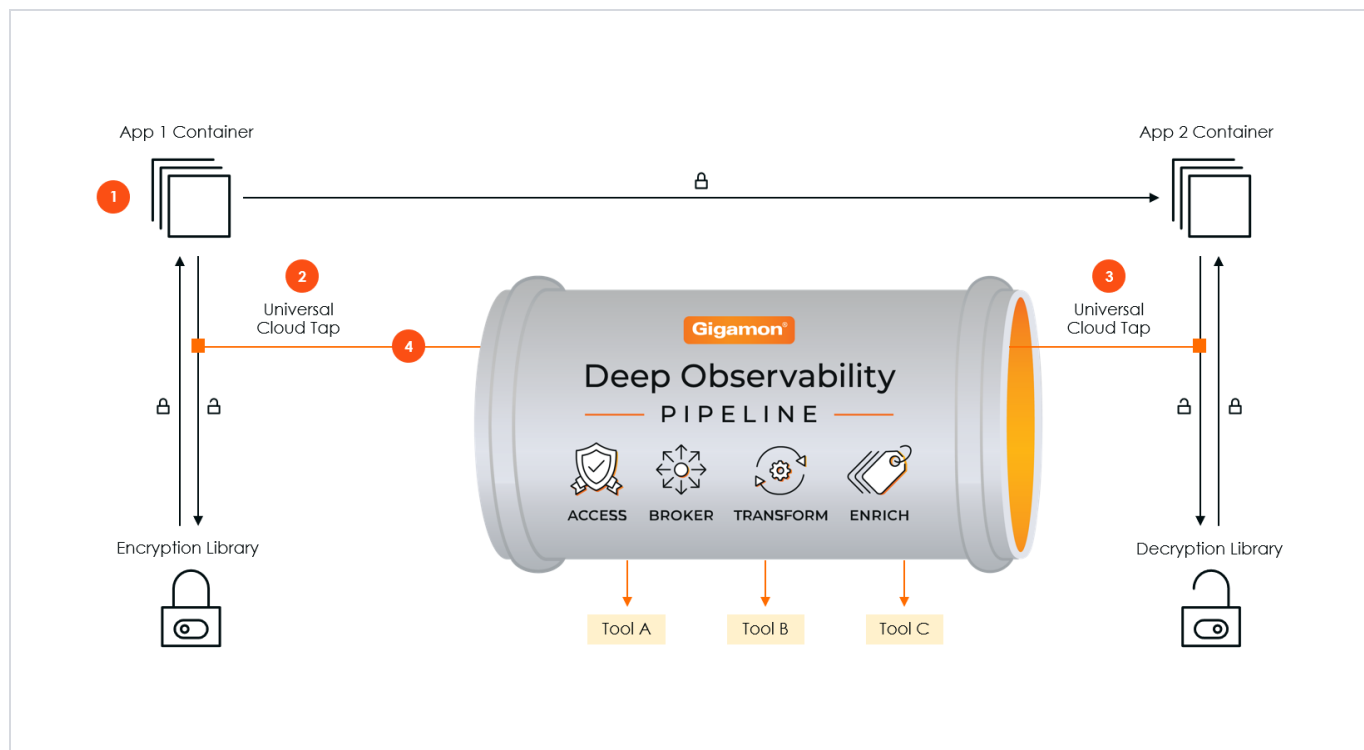 App 1 Container
App 2 Container
1
2
Universal
Cloud Tap
3
Universal
Cloud Tap
4
Gigamon®
Deep Observability
PIPELINE
ACCESS
BROKER
TRANSFORM
ENRICH
Encryption Library
Decryption Library
Tool A
Tool B
Tool C